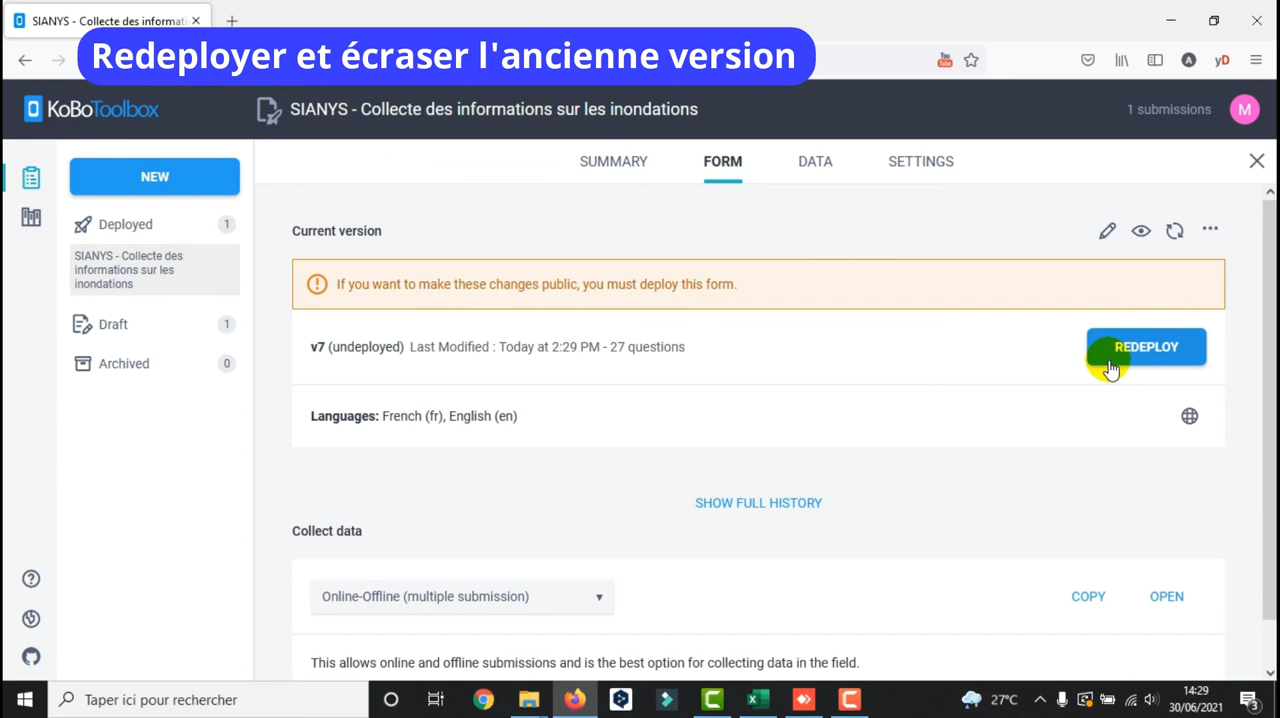 SIANYS - Collecte des informati
Redeployer et écraser l'ancienne version
yD
KoBoToolbox
SIANYS - Collecte des informations sur les inondations
1 submissions
M
NEW
SUMMARY
FORM
DATA
SETTINGS
Deployed
1
SIANYS - Collecte des
informations sur les
inondations
Draft
1
Archived
0
Current version
If you want to make these changes public, you must deploy this form.
v7 (undeployed) Last Modified : Today at 2:29 PM - 27 questions
REDEPLOY
Languages: French (fr), English (en)
SHOW FULL HISTORY
Collect data
Online-Offline (multiple submission)
COPY
OPEN
This allows online and offline submissions and is the best option for collecting data in the field.
Taper ici pour rechercher
27°C
14:29
30/06/2021
3